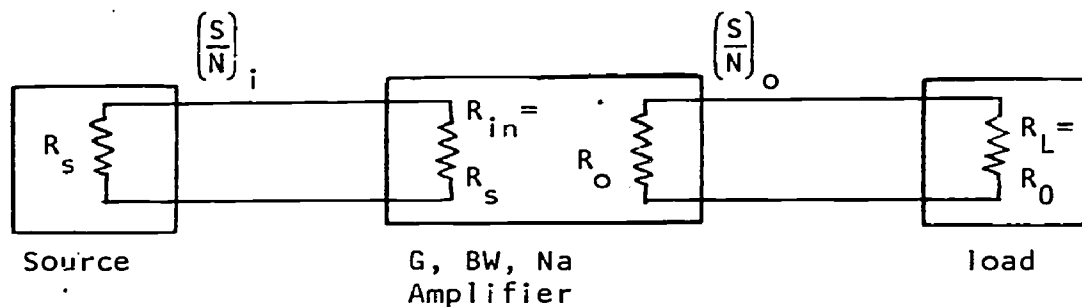 (S/N)i
(S/N)o
Rs
Rin=
Rs
Ro
RL=
R0
Source
G, BW, Na
Amplifier
load